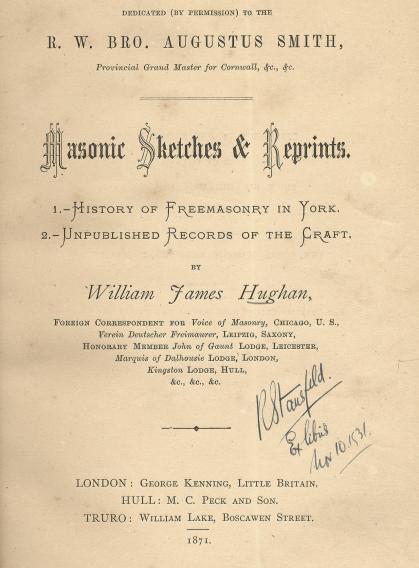 DEDICATED (BY PERMISSION) TO THE
R. W. BRO. AUGUSTUS SMITH,
Provincial Grand Master for Cornwall, &c., &c.
Masonic Sketches & Reprints.
1.-HISTORY OF FREEMASONRY IN YORK.
2.-UNPUBLISHED RECORDS OF THE CRAFT.
BY
William James Hughan,
FOREIGN CORRESPONDENT FOR Voice of Masonry, CHICAGO, U. S.,
Verein Deutscher Freimaurer, LEIPZIG, SAXONY,
HONORARY MEMBER John of Gaunt LODGE, LEICESTER,
Marquis of Dalhousie LODGE, LONDON,
Kingston LODGE, HULL,
&c., &c., &c.
R Stansfeld.
Ex libris
Nov 10. 1931.
LONDON: GEORGE KENNING, LITTLE BRITAIN.
HULL: M. C. PECK AND SON.
TRURO: WILLIAM LAKE, BOSCAWEN STREET.
1871.